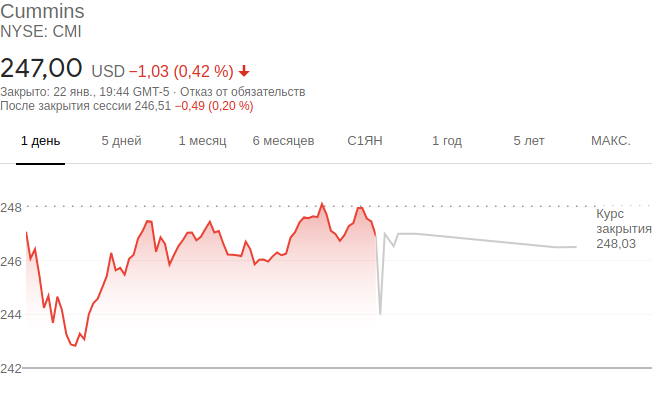 Cummins
NYSE: CMI
247,00 USD −1,03 (0,42 %)
Закрыто: 22 янв., 19:44 GMT-5 · Отказ от обязательств
После закрытия сессии 246,51 −0,49 (0,20 %)
1 день 5 дней 1 месяц 6 месяцев С1ЯН 1 год 5 лет МАКС.
248
Курс
закрытия
248,03
246
244
242